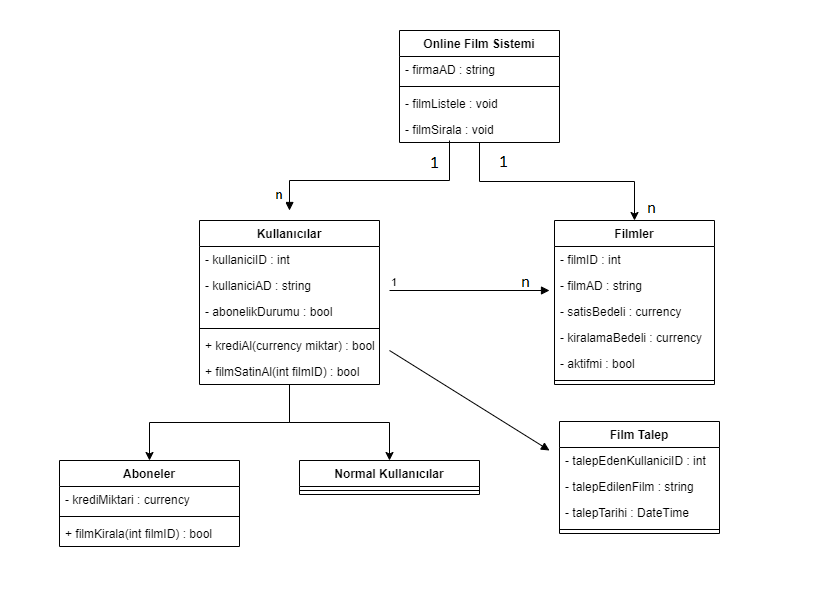 Online Film Sistemi
- firmaAD : string
- filmListele : void
- filmSirala : void
1
1
n
n
Kullanıcılar
- kullaniciID : int
- kullaniciAD : string
- abonelikDurumu : bool
+ krediAl(currency miktar) : bool
+ filmSatinAl(int filmID) : bool
1
n
Filmler
- filmID : int
- filmAD : string
- satisBedeli : currency
- kiralamaBedeli : currency
- aktifmi : bool
Aboneler
- krediMiktari : currency
+ filmKirala(int filmID) : bool
Normal Kullanıcılar
Film Talep
- talepEdenKullaniciID : int
- talepEdilenFilm : string
- talepTarihi : DateTime